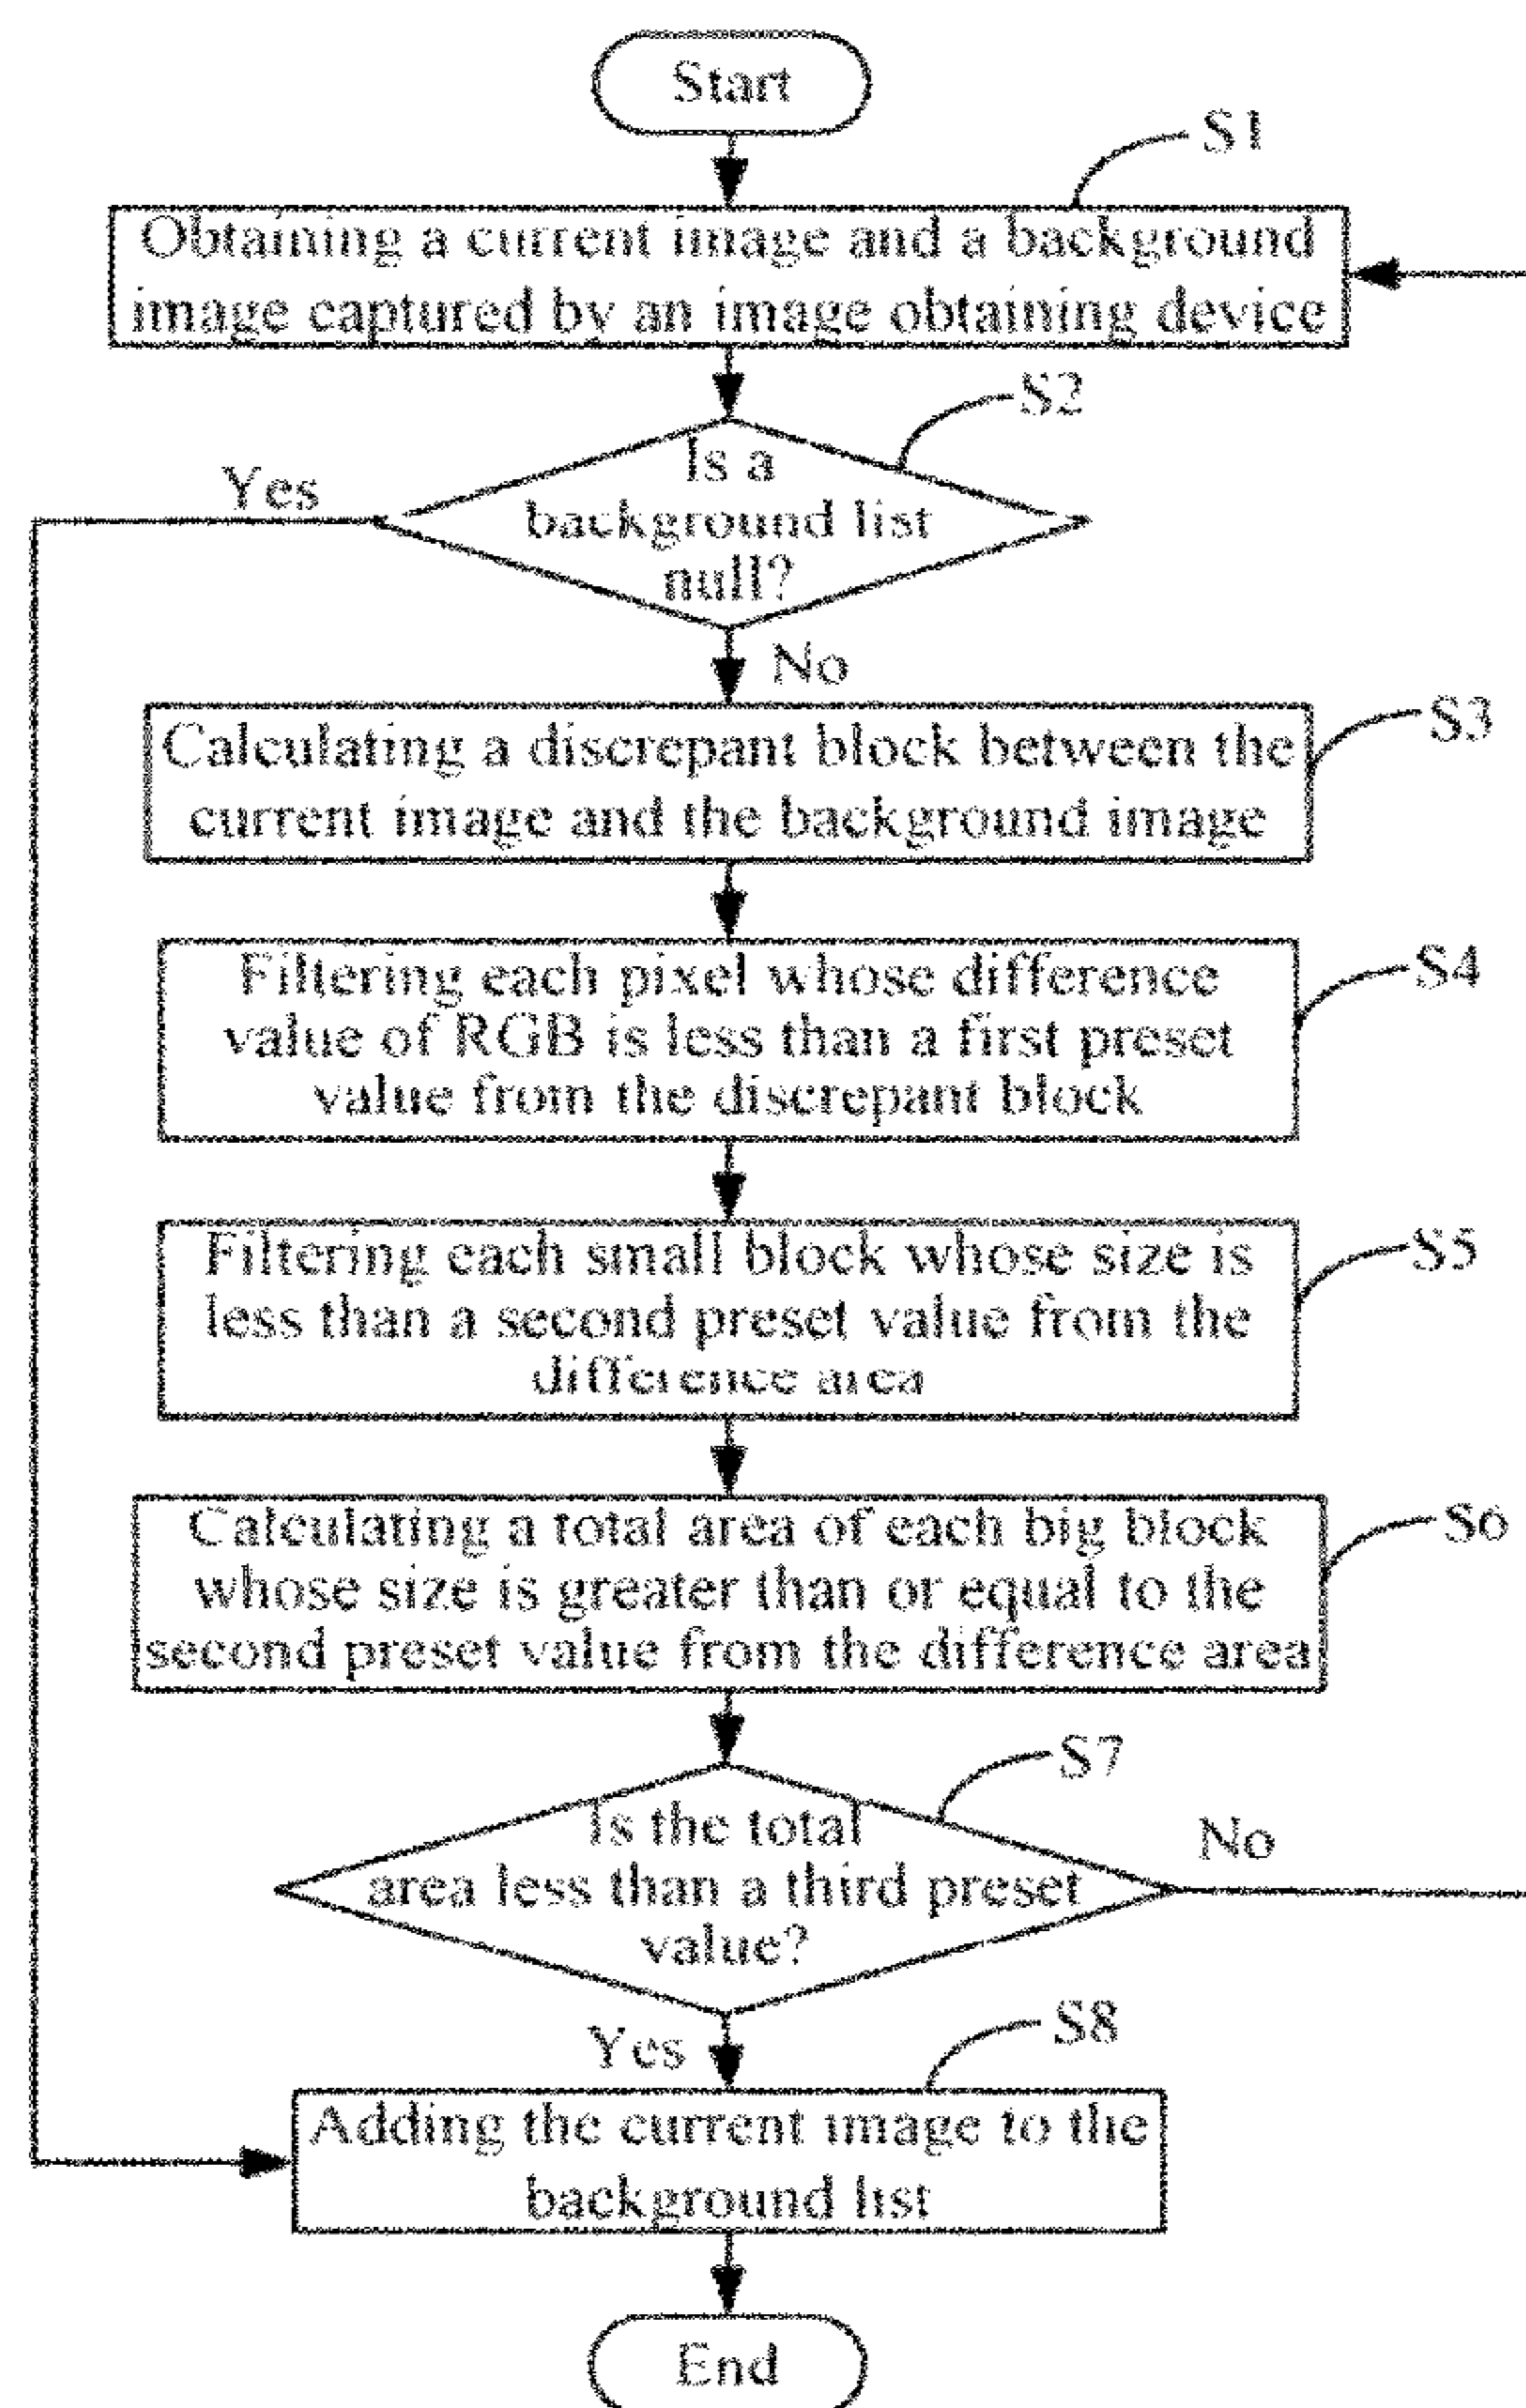 Start
S1
Obtaining a current image and a background
image captured by an image obtaining device
S2
Is a
background list
null?
Yes
No
S3
Calculating a discrepant block between the
current image and the background image
S4
Filtering each pixel whose difference
value of RGB is less than a first preset
value from the discrepant block
S5
Filtering each small block whose size is
less than a second preset value from the
difference area
S6
Calculating a total area of each big block
whose size is greater than or equal to the
second preset value from the difference area
S7
Is the total
area less than a third preset
value?
No
Yes
S8
Adding the current image to the
background list
End